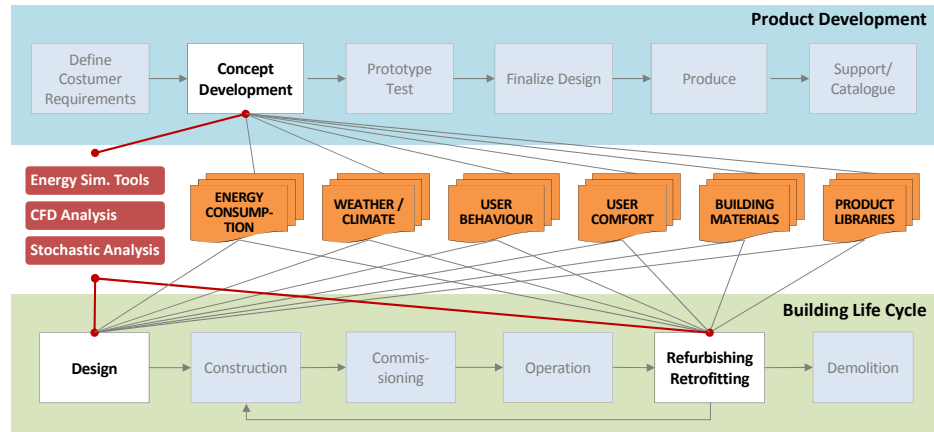 Product Development
Define
Costumer
Requirements
Concept
Development
Prototype
Test
Finalize Design
Produce
Support/
Catalogue
Energy Sim. Tools
CFD Analysis
Stochastic Analysis
ENERGY
CONSUMP-
TION
WEATHER /
CLIMATE
USER
BEHAVIOUR
USER
COMFORT
BUILDING
MATERIALS
PRODUCT
LIBRARIES
Building Life Cycle
Design
Construction
Commis-
sioning
Operation
Refurbishing
Retrofitting
Demolition